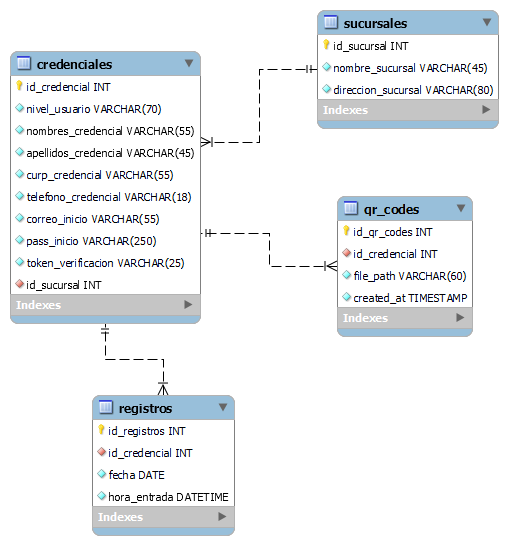 sucursales
id_sucursal INT
nombre_sucursal VARCHAR(45)
direccion_sucursal VARCHAR(80)
Indexes
credenciales
id_credencial INT
nivel_usuario VARCHAR(70)
nombres_credencial VARCHAR(55)
apellidos_credencial VARCHAR(45)
curp_credencial VARCHAR(55)
telefono_credencial VARCHAR(18)
correo_inicio VARCHAR(55)
pass_inicio VARCHAR(250)
token_verificacion VARCHAR(25)
id_sucursal INT
Indexes
qr_codes
id_qr_codes INT
id_credencial INT
file_path VARCHAR(60)
created_at TIMESTAMP
Indexes
registros
id_registros INT
id_credencial INT
fecha DATE
hora_entrada DATETIME
Indexes